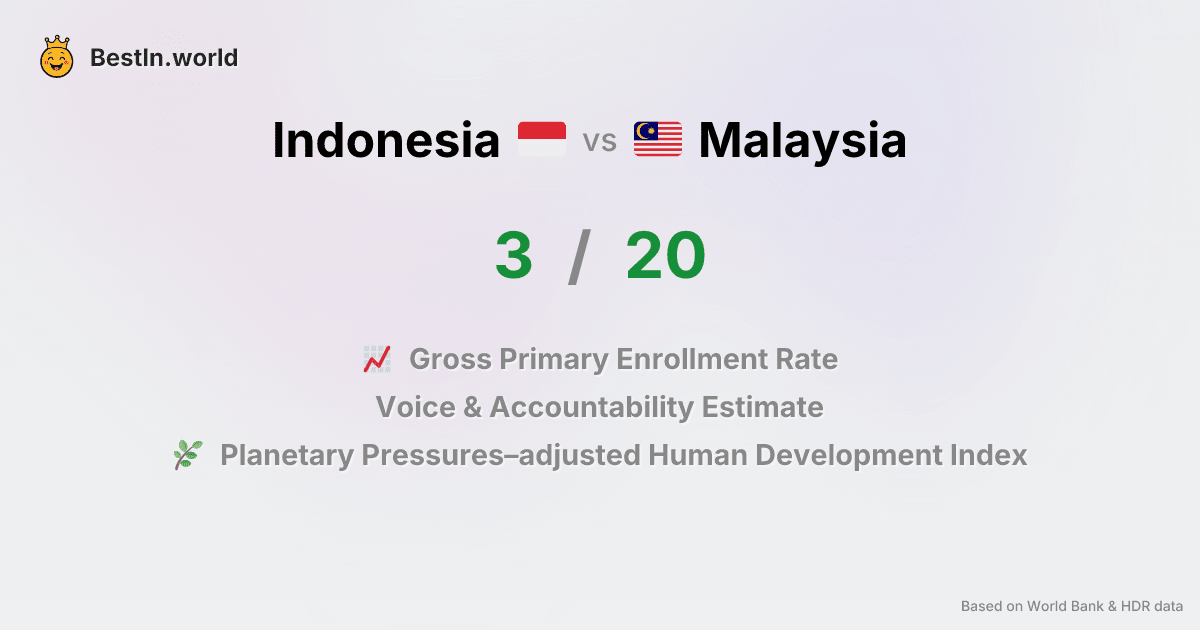 BestIn.world
Indonesia vs Malaysia
3 / 20
Gross Primary Enrollment Rate
Voice & Accountability Estimate
Planetary Pressures–adjusted Human Development Index
Based on World Bank & HDR data